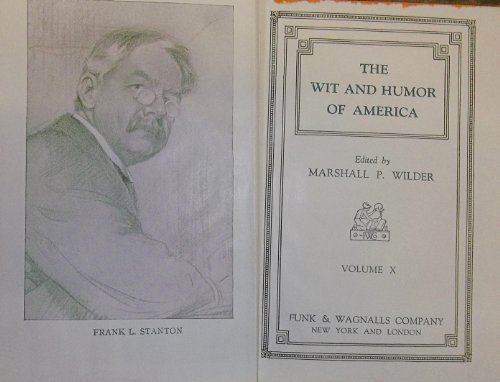 FRANK L. STANTON
THE
WIT AND HUMOR
OF AMERICA
Edited by
MARSHALL P. WILDER
VOLUME X
FUNK & WAGNALLS COMPANY
NEW YORK AND LONDON